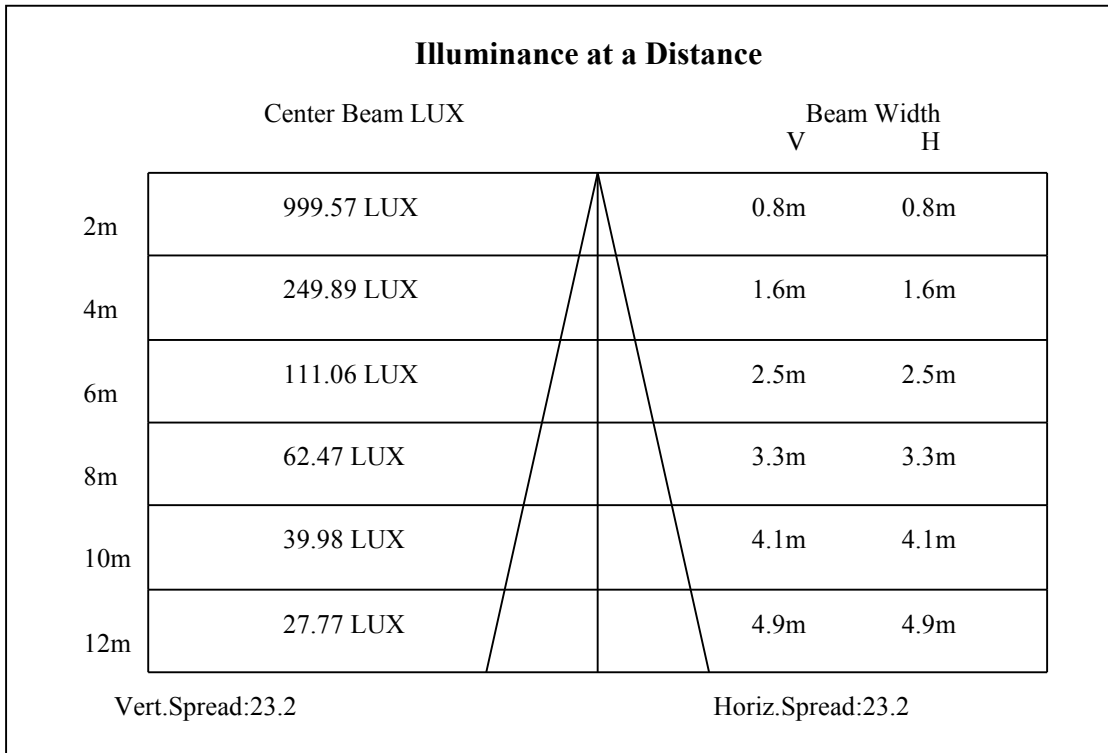 Illuminance at a Distance
Center Beam LUX Beam Width
V H
2m 999.57 LUX 0.8m 0.8m
4m 249.89 LUX 1.6m 1.6m
6m 111.06 LUX 2.5m 2.5m
8m 62.47 LUX 3.3m 3.3m
10m 39.98 LUX 4.1m 4.1m
12m 27.77 LUX 4.9m 4.9m
Vert.Spread:23.2 Horiz.Spread:23.2